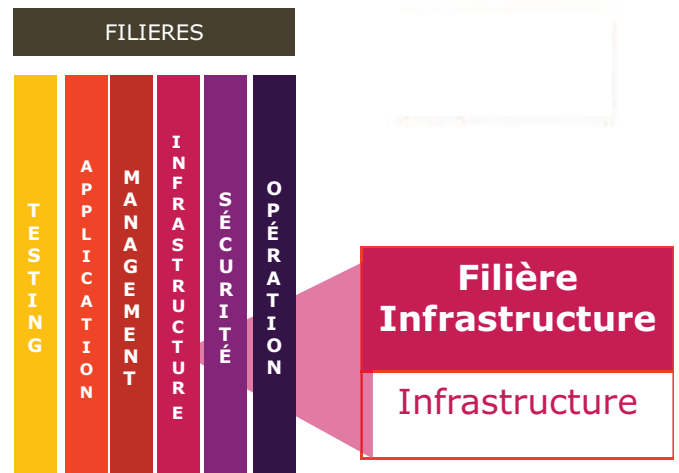 FILIERES
TESTING
APPLICATION
MANAGEMENT
INFRASTRUCTURE
SÉCURITÉ
OPÉRATION
Filière
Infrastructure
Infrastructure